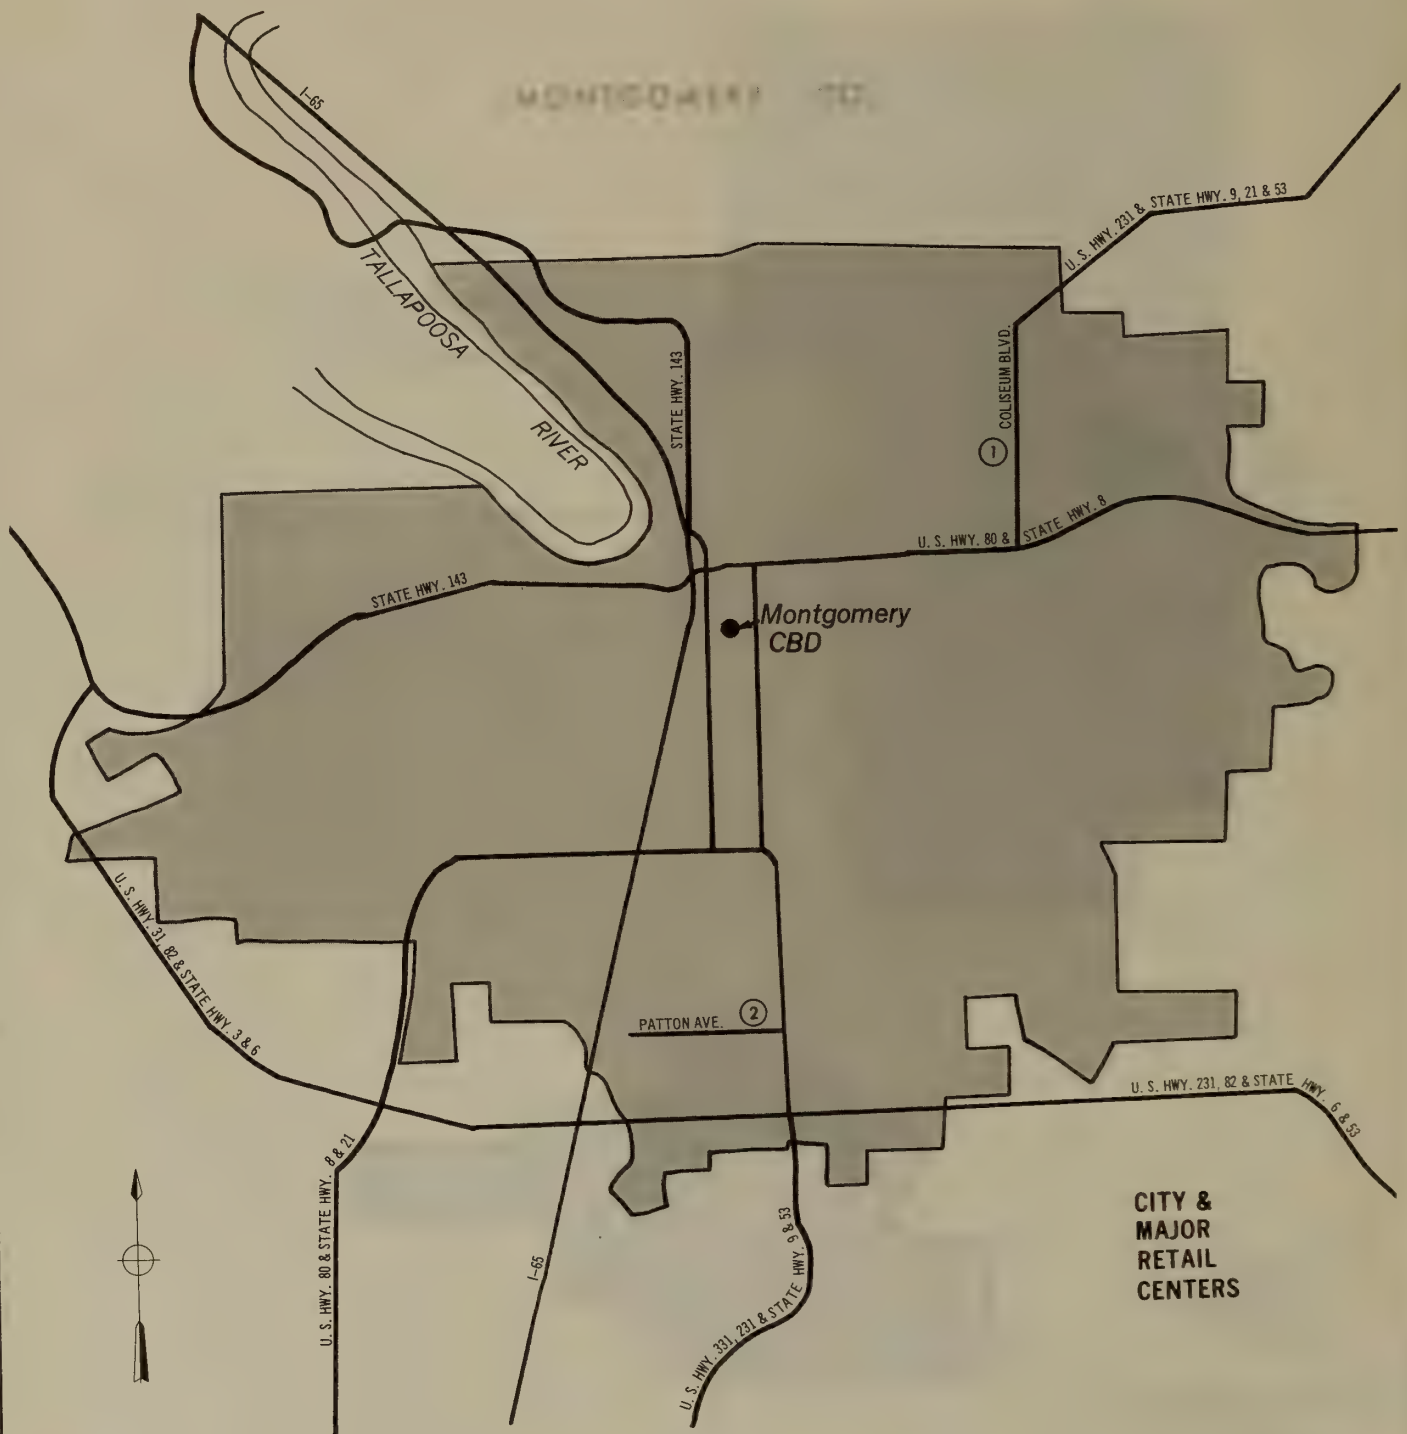 MONTGOMERY CO.
I-65
U. S. HWY. 231 & STATE HWY. 9, 21 & 53
TALLAPOOSA
RIVER
STATE HWY. 143
COLISEUM BLVD.
1
U. S. HWY. 80 & STATE HWY. 8
STATE HWY. 143
Montgomery
CBD
U. S. HWY. 31, 82 & STATE HWY. 3 & 6
PATTON AVE.
2
U. S. HWY. 231, 82 & STATE HWY. 6 & 53
U. S. HWY. 80 & STATE HWY. 8 & 21
I-65
U. S. HWY. 331, 231 & STATE HWY. 9 & 53
CITY &
MAJOR
RETAIL
CENTERS